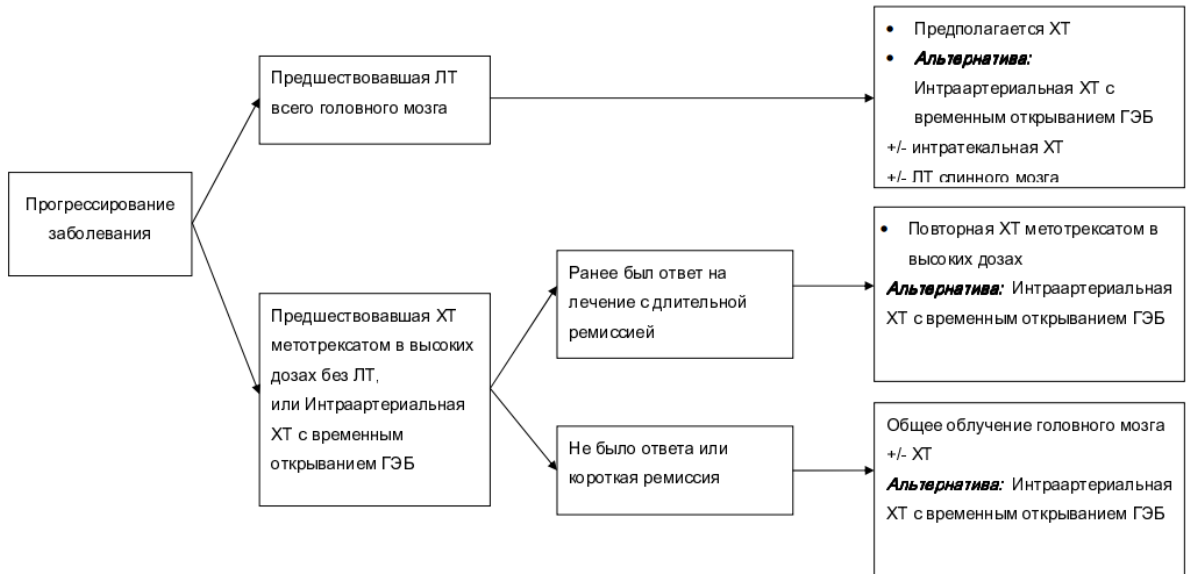 Прогрессирование
заболевания
Предшествовавшая ЛТ
всего головного мозга
• Предполагается ХТ
• Альтернатива:
Интраартериальная ХТ с
временным открыванием ГЭБ
+/- интратекальная ХТ
+/- ЛТ спинного мозга
Предшествовавшая ХТ
метотрексатом в высоких
дозах без ЛТ,
или Интраартериальная
ХТ с временным
открыванием ГЭБ
Ранее был ответ на
лечение с длительной
ремиссией
• Повторная ХТ метотрексатом в
высоких дозах
Альтернатива: Интраартериальная
ХТ с временным открыванием ГЭБ
Не было ответа или
короткая ремиссия
Общее облучение головного мозга
+/- ХТ
Альтернатива: Интраартериальная
ХТ с временным открыванием ГЭБ